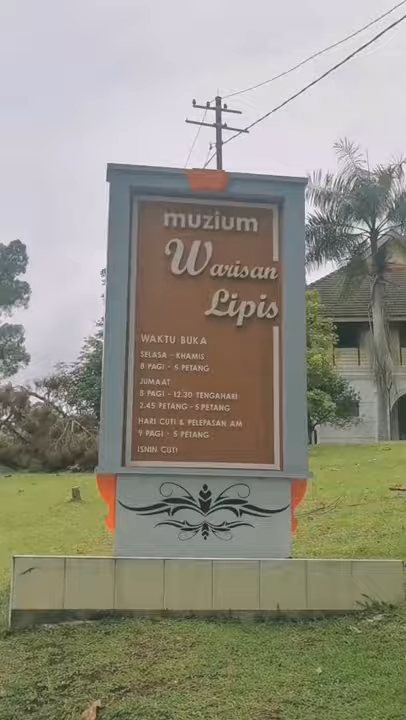 muzium
Warisan
Lipis
WAKTU BUKA
SELASA - KHAMIS
8 PAGI - 5 PETANG
JUMAAT
8 PAGI - 12.30 TENGAHARI
2.45 PETANG - 5 PETANG
HARI CUTI & PELEPASAN AM
9 PAGI - 5 PETANG
ISNIN CUTI